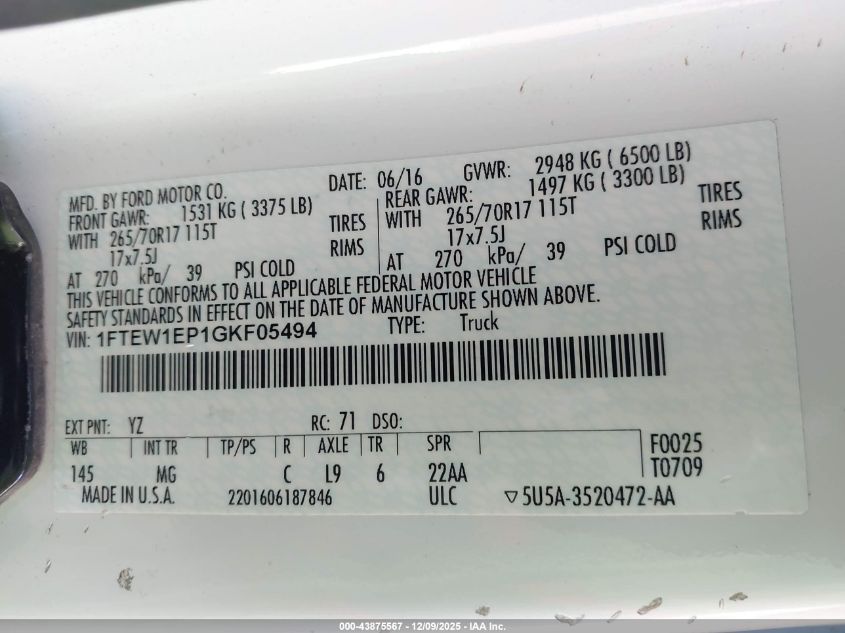 MFD. BY FORD MOTOR CO. DATE: 06/16 GVWR: 2948 KG ( 6500 LB)
FRONT GAWR: 1531 KG ( 3375 LB) REAR GAWR: 1497 KG ( 3300 LB)
WITH 265/70R17 115T TIRES WITH 265/70R17 115T TIRES
17x7.5J RIMS 17x7.5J RIMS
AT 270 kPa/ 39 PSI COLD AT 270 kPa/ 39 PSI COLD
THIS VEHICLE CONFORMS TO ALL APPLICABLE FEDERAL MOTOR VEHICLE
SAFETY STANDARDS IN EFFECT ON THE DATE OF MANUFACTURE SHOWN ABOVE.
VIN: 1FTEW1EP1GKF05494 TYPE: Truck
EXT PNT: YZ RC: 71 DSO:
WB INT TR TP/PS R AXLE TR SPR F0025
145 MG C L9 6 22AA T0709
MADE IN U.S.A. 2201606187846 ULC ▽5U5A-3520472-AA
000-43875567 - 12/09/2025 - IAA Inc.